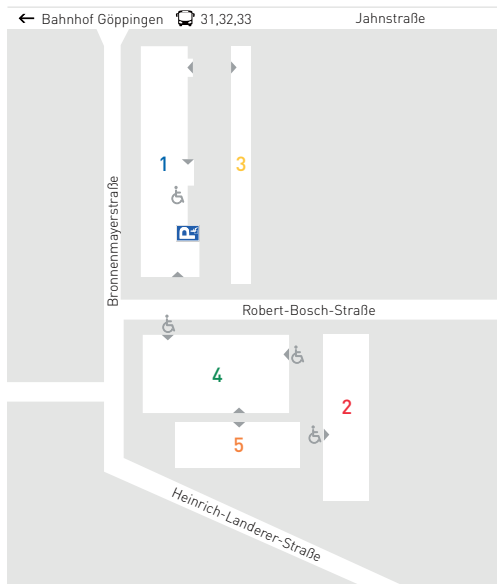 ← Bahnhof Göppingen 31,32,33 Jahnstraße
1
3
P
Bronnenmayerstraße
Robert-Bosch-Straße
4
2
5
Heinrich-Landerer-Straße